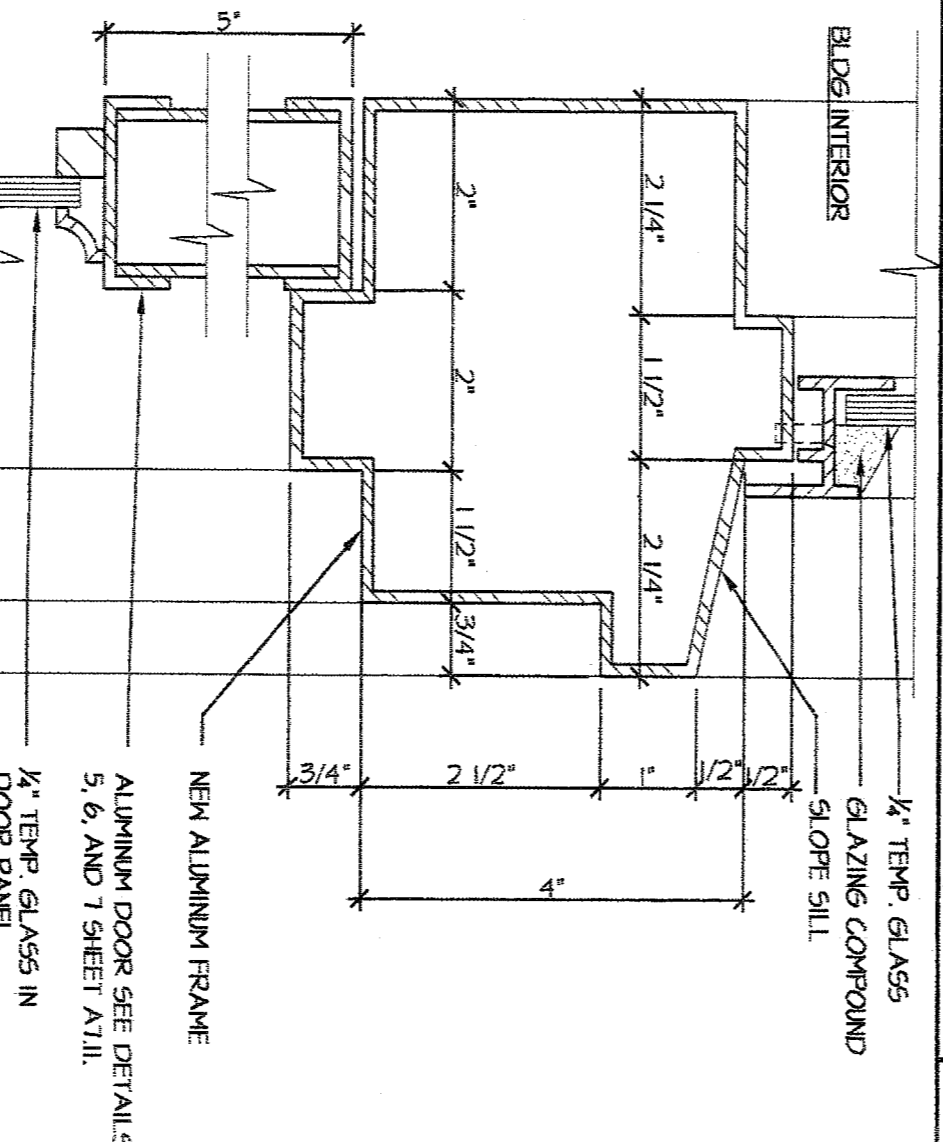 BLDG INTERIOR
5"
2"
2"
1 1/2"
3/4"
2 1/4"
1 1/2"
2 1/4"
3/4"
2 1/2"
1"
1/2"
1/2"
4"
1/4" TEMP. GLASS
GLAZING COMPOUND
SLOPE SILL
NEW ALUMINUM FRAME
ALUMINUM DOOR SEE DETAILS
5, 6, AND 7 SHEET A7.11.
1/4" TEMP. GLASS IN
DOOR PANEL